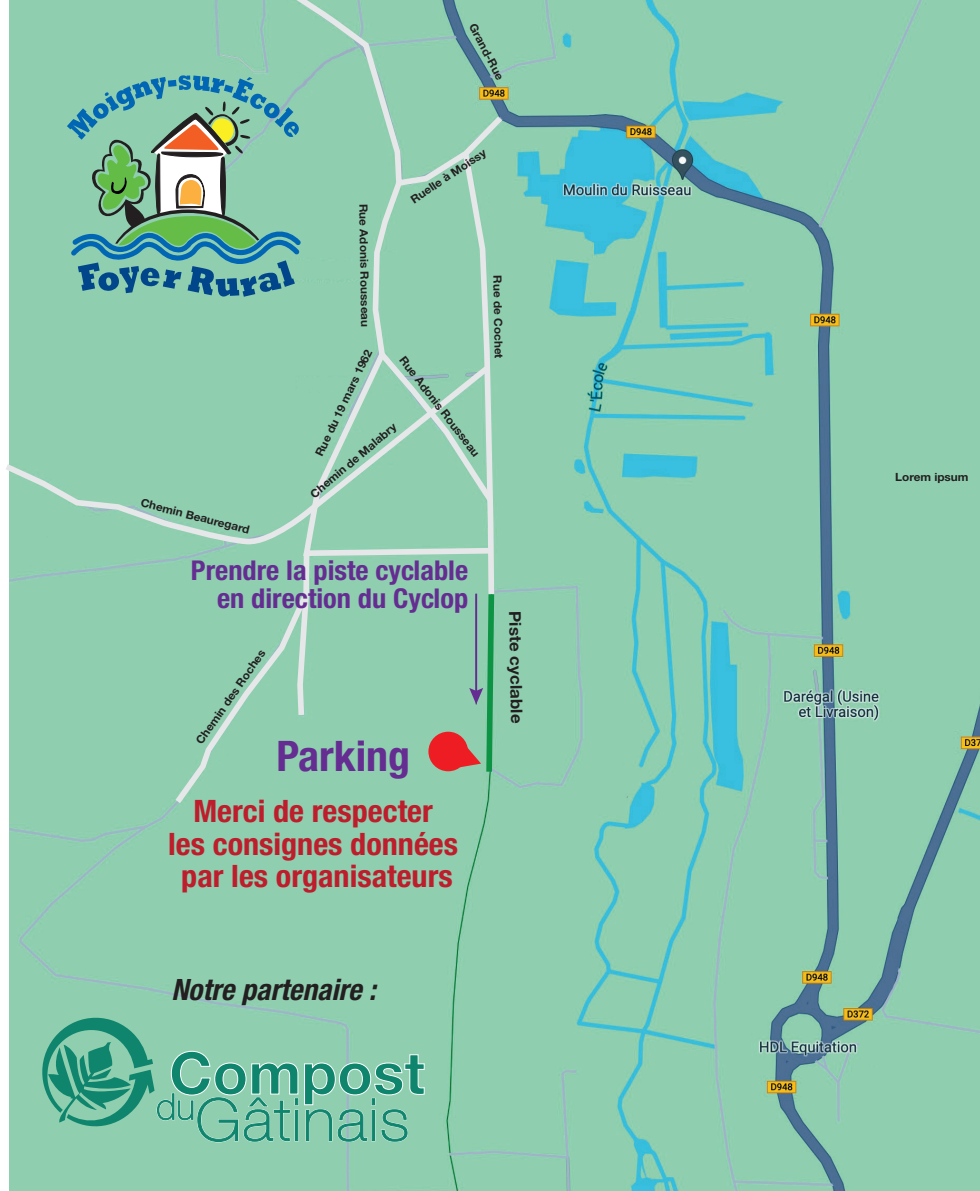 Moigny-sur-École
Foyer Rural
Grand-Rue
D948
D948
Moulin du Ruisseau
Ruelle à Moissy
Rue Adonis Rousseau
Rue de Cochet
D948
Rue du 19 mars 1962
Rue Adonis Rousseau
L'École
Chemin de Malabry
Lorem ipsum
Chemin Beauregard
Prendre la piste cyclable
en direction du Cyclop
Piste cyclable
D948
Chemin des Roches
Darégal (Usine
et Livraison)
D37
Parking
Merci de respecter
les consignes données
par les organisateurs
Notre partenaire :
D948
D372
HDL Equitation
D948
Compost
du Gâtinais